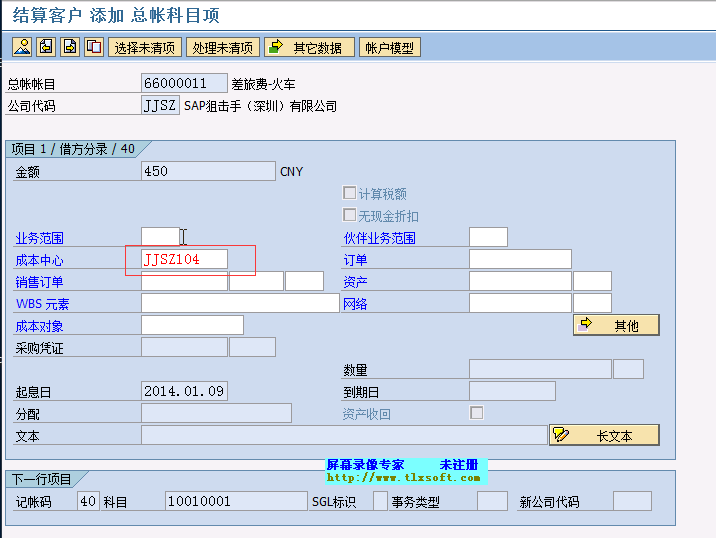 结算客户 添加 总帐科目项
选择未清项 处理未清项 其它数据 帐户模型
总帐帐目 66000011 差旅费-火车
公司代码 JJSZ SAP狙击手（深圳）有限公司
项目 1 / 借方分录 / 40
金额 450 CNY
计算税额
无现金折扣
业务范围 伙伴业务范围
成本中心 JJSZ104 订单
销售订单 资产
WBS 元素 网络
成本对象 其他
采购凭证
数量
起息日 2014.01.09 到期日
分配 资产收回
文本 长文本
屏幕录像专家 未注册
http://www.tlxsoft.com
下一行项目
记帐码 40 科目 10010001 SGL标识 事务类型 新公司代码